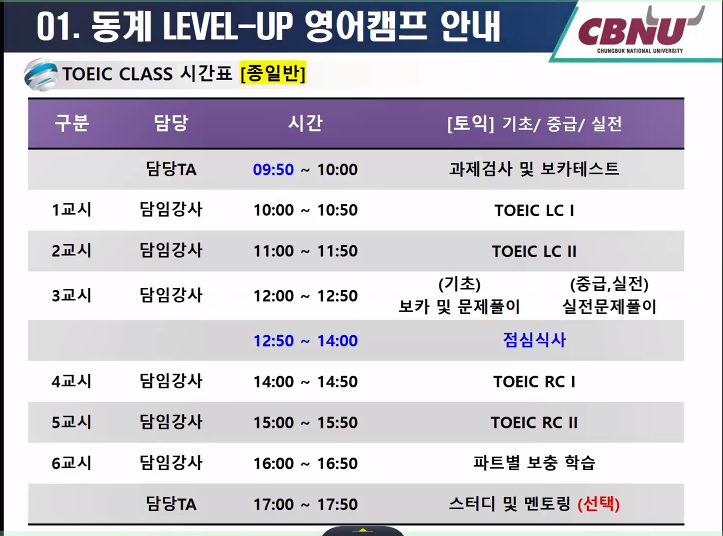 01. 동계 LEVEL-UP 영어캠프 안내
CBNU
CHUNGBUK NATIONAL UNIVERSITY
TOEIC CLASS 시간표 [종일반]
구분 담당 시간 [토익] 기초/ 중급/ 실전
담당TA 09:50 ~ 10:00 과제검사 및 보카테스트
1교시 담임강사 10:00 ~ 10:50 TOEIC LC I
2교시 담임강사 11:00 ~ 11:50 TOEIC LC II
3교시 담임강사 12:00 ~ 12:50 (기초) 보카 및 문제풀이 (중급,실전) 실전문제풀이
12:50 ~ 14:00 점심식사
4교시 담임강사 14:00 ~ 14:50 TOEIC RC I
5교시 담임강사 15:00 ~ 15:50 TOEIC RC II
6교시 담임강사 16:00 ~ 16:50 파트별 보충 학습
담당TA 17:00 ~ 17:50 스터디 및 멘토링 (선택)